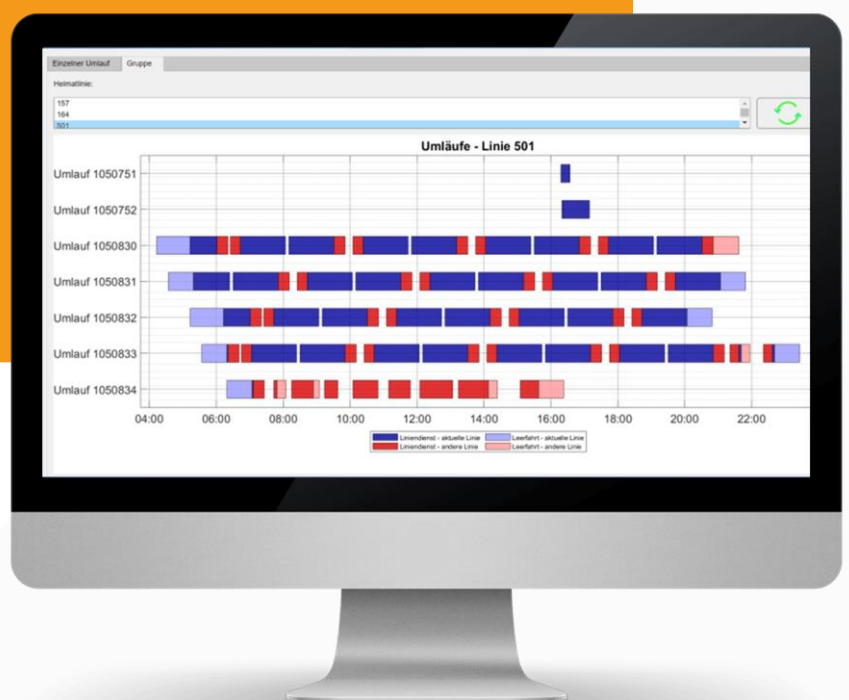 Einzelner Umlauf Gruppe
Heimatlinie:
157
164
501
Umläufe - Linie 501
Umlauf 1050751
Umlauf 1050752
Umlauf 1050830
Umlauf 1050831
Umlauf 1050832
Umlauf 1050833
Umlauf 1050834
04:00 06:00 08:00 10:00 12:00 14:00 16:00 18:00 20:00 22:00
Liniendienst - aktuelle Linie Leerfahrt - aktuelle Linie
Liniendienst - andere Linie Leerfahrt - andere Linie